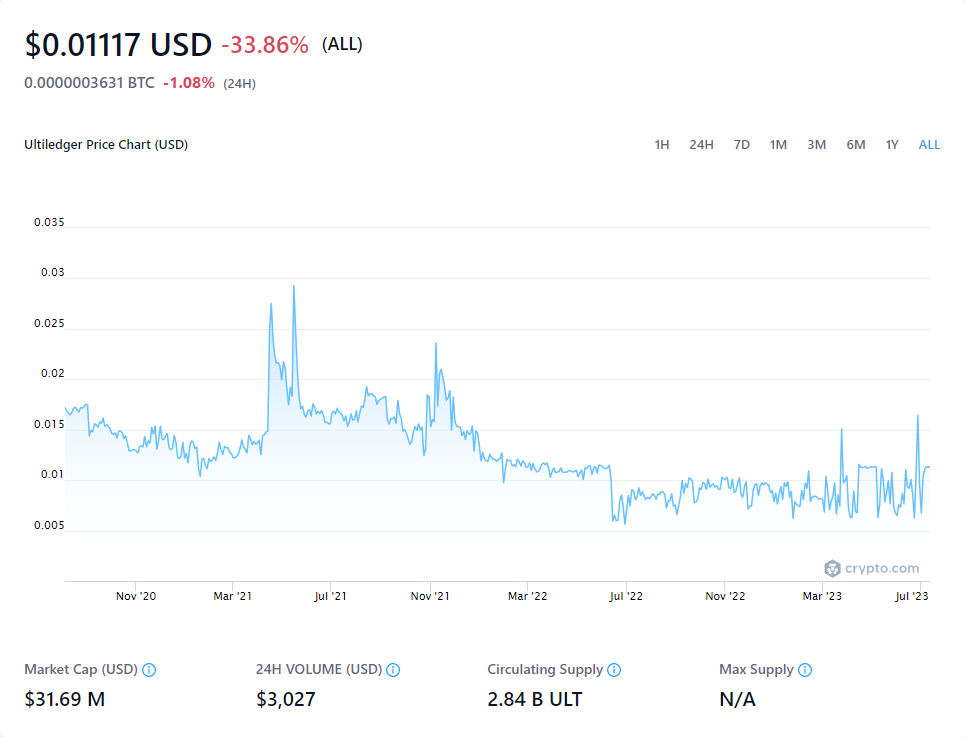 $0.01117 USD -33.86% (ALL)
0.0000003631 BTC -1.08% (24H)
Ultiledger Price Chart (USD) 1H 24H 7D 1M 3M 6M 1Y ALL
0.035
0.03
0.025
0.02
0.015
0.01
0.005
crypto.com
Nov '20 Mar '21 Jul '21 Nov '21 Mar '22 Jul '22 Nov '22 Mar '23 Jul '23
Market Cap (USD) 24H VOLUME (USD) Circulating Supply Max Supply
$31.69 M $3,027 2.84 B ULT N/A